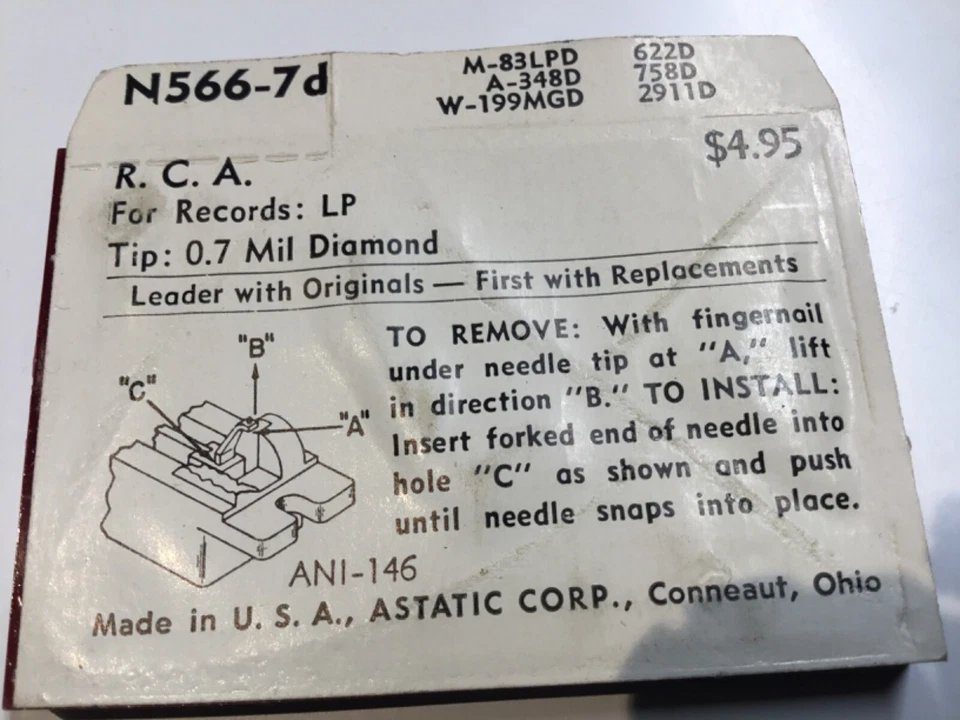 N566-7d
M-83LPD 622D
A-348D 758D
W-199MGD 2911D
$4.95
R. C. A.
For Records: LP
Tip: 0.7 Mil Diamond
Leader with Originals — First with Replacements
TO REMOVE: With fingernail
under needle tip at "A," lift
in direction "B." TO INSTALL:
Insert forked end of needle into
hole "C" as shown and push
until needle snaps into place.
"B"
"C"
"A"
ANI-146
Made in U. S. A., ASTATIC CORP., Conneaut, Ohio